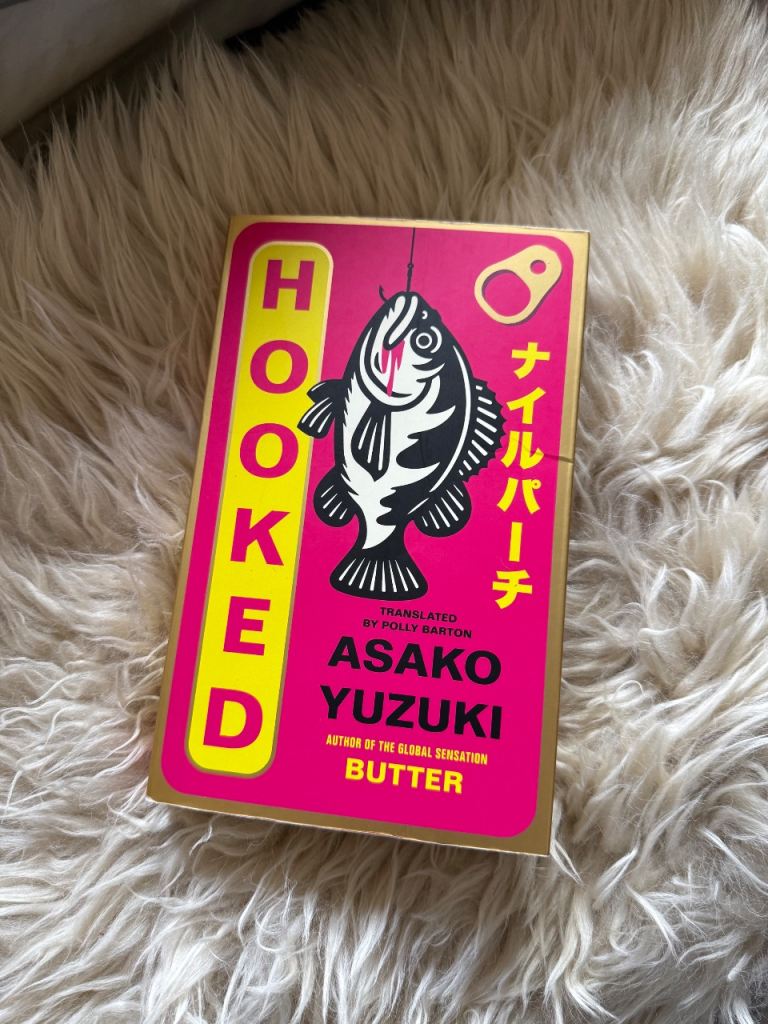 HOOKED
ナイルパーチ
TRANSLATED
BY POLLY BARTON
ASAKO
YUZUKI
AUTHOR OF THE GLOBAL SENSATION
BUTTER